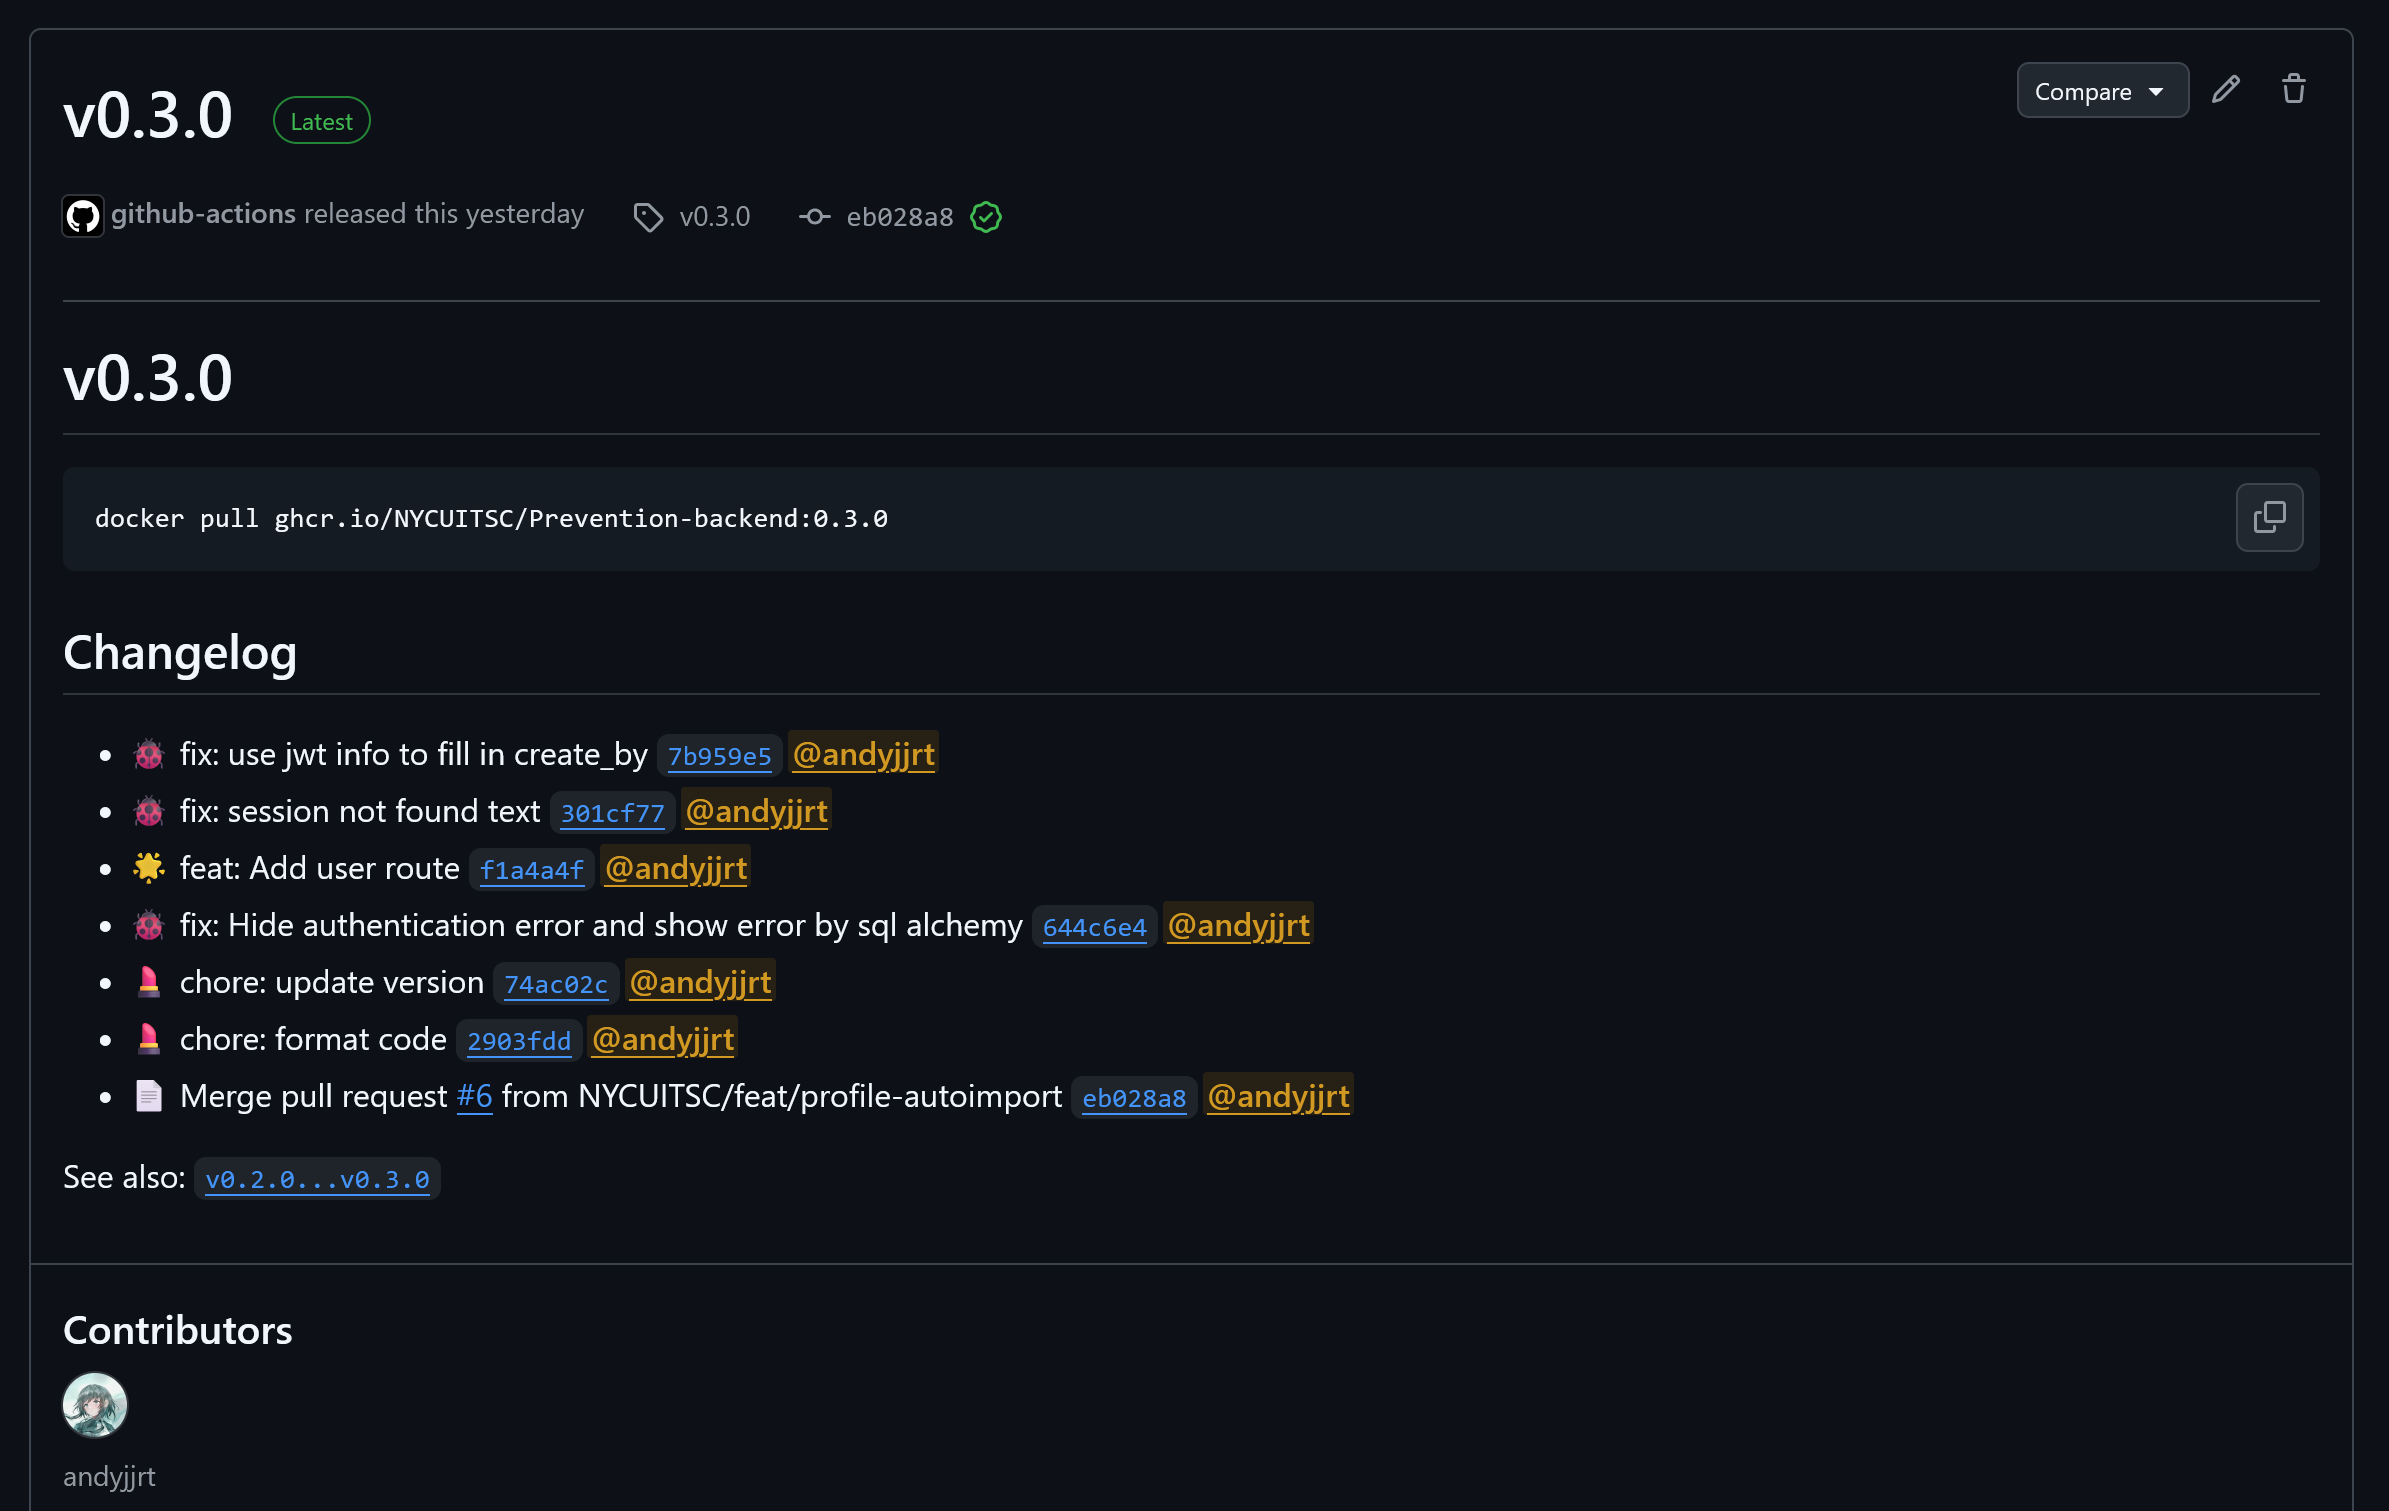 v0.3.0 Latest Compare
github-actions released this yesterday v0.3.0 eb028a8
v0.3.0
docker pull ghcr.io/NYCUITSC/Prevention-backend:0.3.0
Changelog
fix: use jwt info to fill in create_by 7b959e5 @andyjjrt
fix: session not found text 301cf77 @andyjjrt
feat: Add user route f1a4a4f @andyjjrt
fix: Hide authentication error and show error by sql alchemy 644c6e4 @andyjjrt
chore: update version 74ac02c @andyjjrt
chore: format code 2903fdd @andyjjrt
Merge pull request #6 from NYCUITSC/feat/profile-autoimport eb028a8 @andyjjrt
See also: v0.2.0...v0.3.0
Contributors
andyjjrt